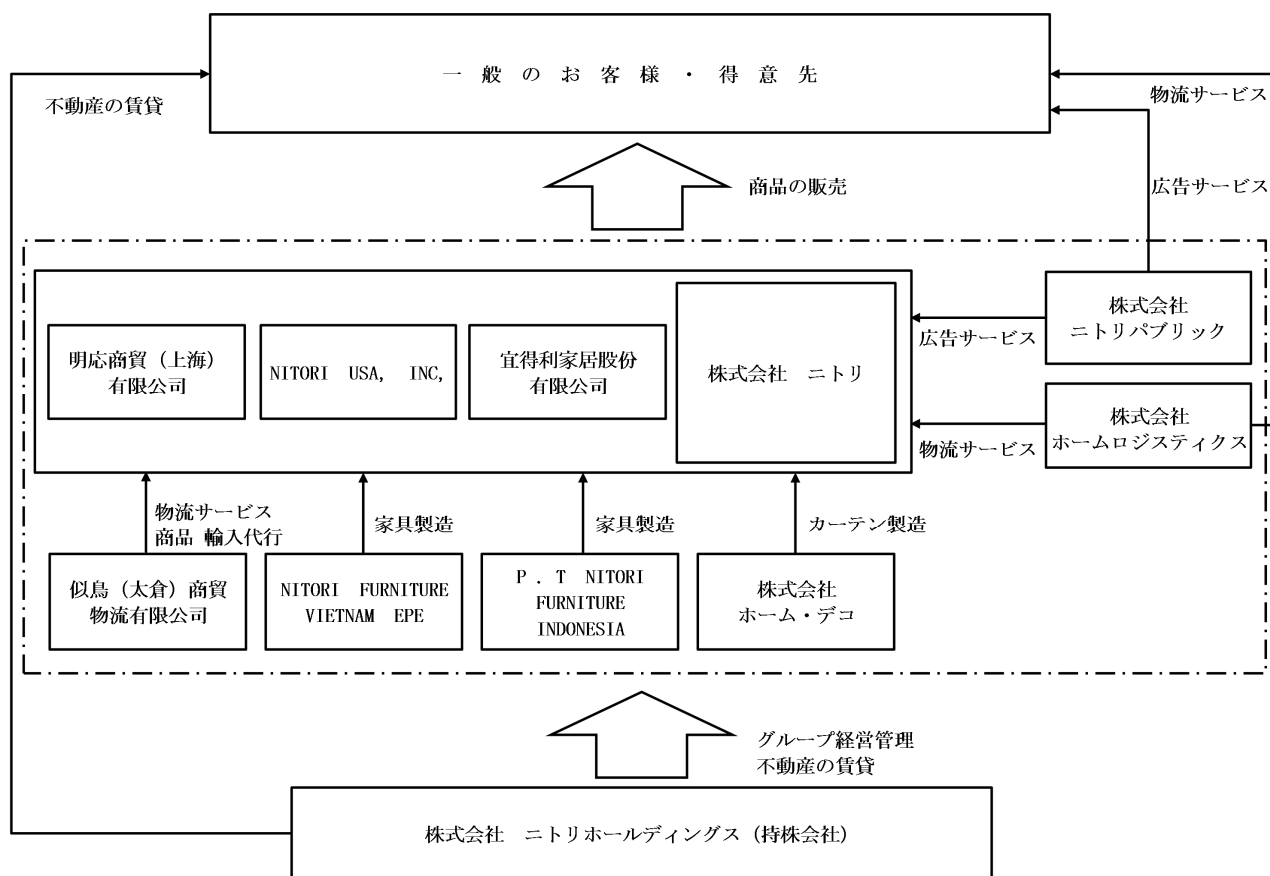 一 般 の お 客 様 ・ 得 意 先
不動産の賃貸
物流サービス
商品の販売
広告サービス
株式会社
ニトリパブリック
広告サービス
明応商貿（上海）
有限公司
NITORI USA, INC,
宜得利家居股份
有限公司
株式会社 ニトリ
株式会社
ホームロジスティクス
物流サービス
物流サービス
商品 輸入代行
家具製造
家具製造
カーテン製造
似鳥（太倉）商貿
物流有限公司
NITORI FURNITURE
VIETNAM EPE
P . T NITORI
FURNITURE
INDONESIA
株式会社
ホーム・デコ
グループ経営管理
不動産の賃貸
株式会社 ニトリホールディングス（持株会社）